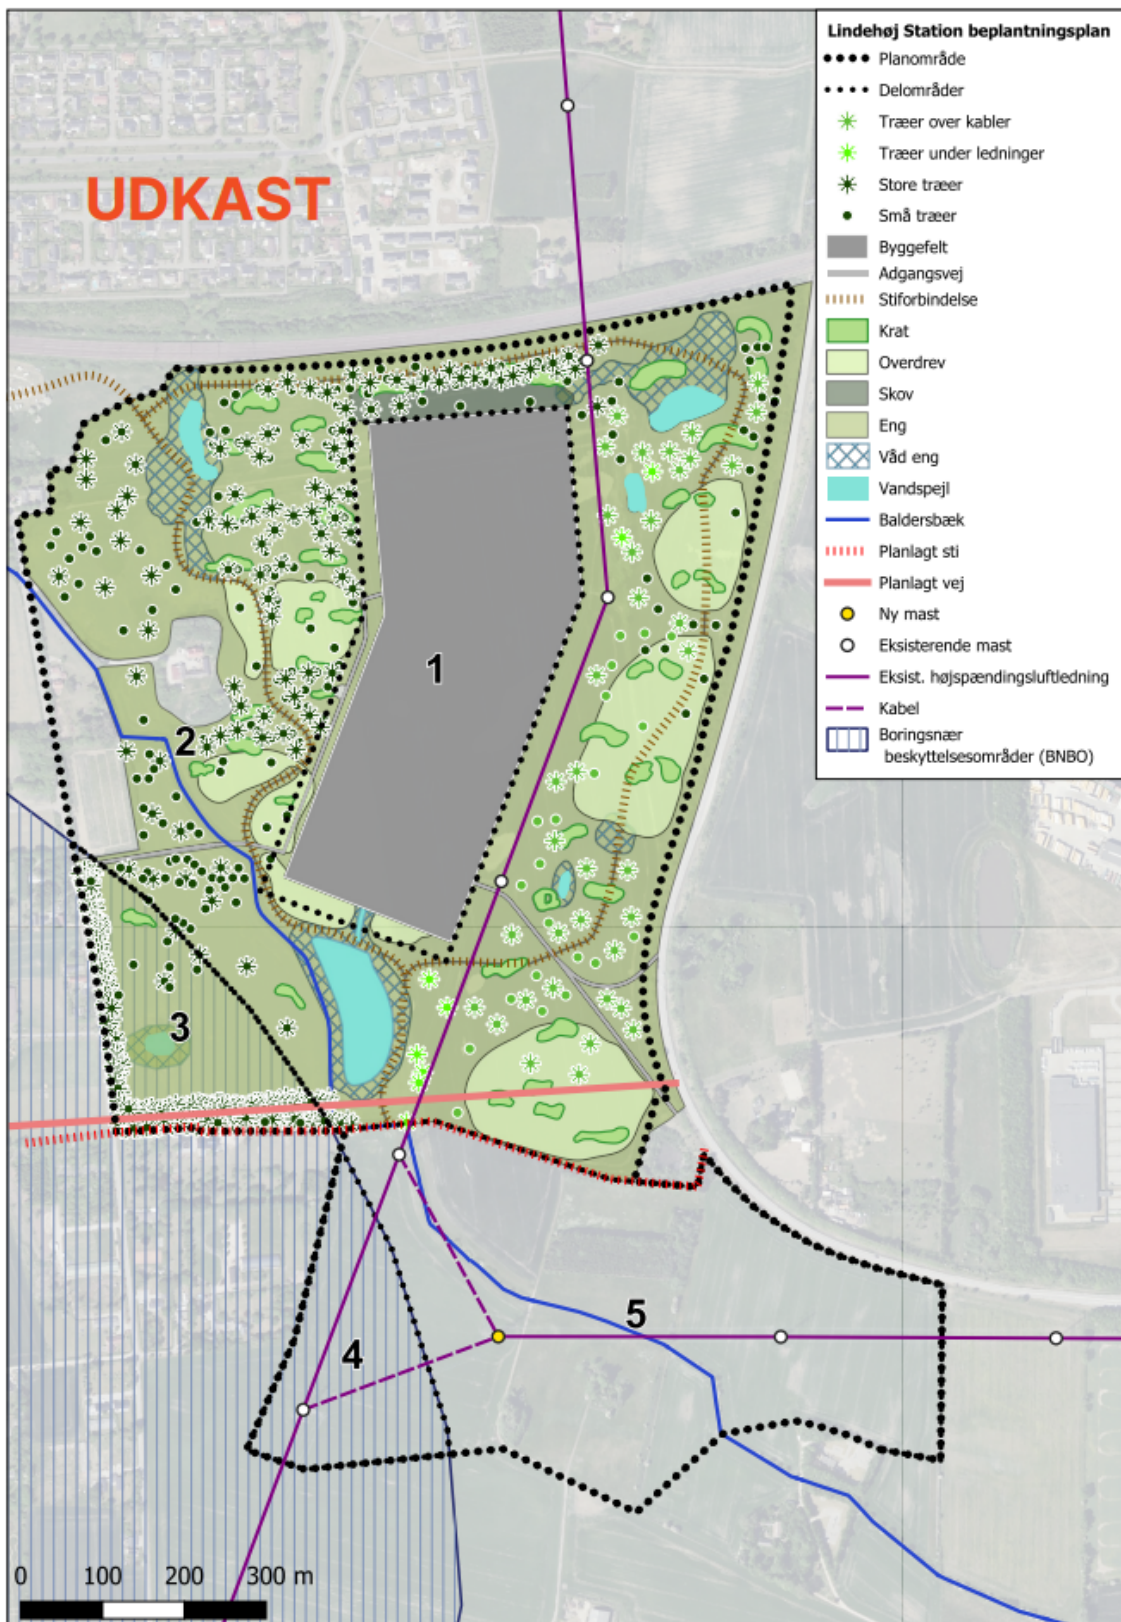 Lindehøj Station beplantningsplan
Planområde
Delområder
Træer over kabler
Træer under ledninger
Store træer
Små træer
Byggefelt
Adgangsvej
Stiforbindelse
Krat
Overdrev
Skov
Eng
Våd eng
Vandspejl
Baldersbæk
Planlagt sti
Planlagt vej
Ny mast
Eksisterende mast
Eksist. højspændingsluftledning
Kabel
Boringsnær
beskyttelsesområder (BNBO)
UDKAST
1
2
3
4
5
0 100 200 300 m